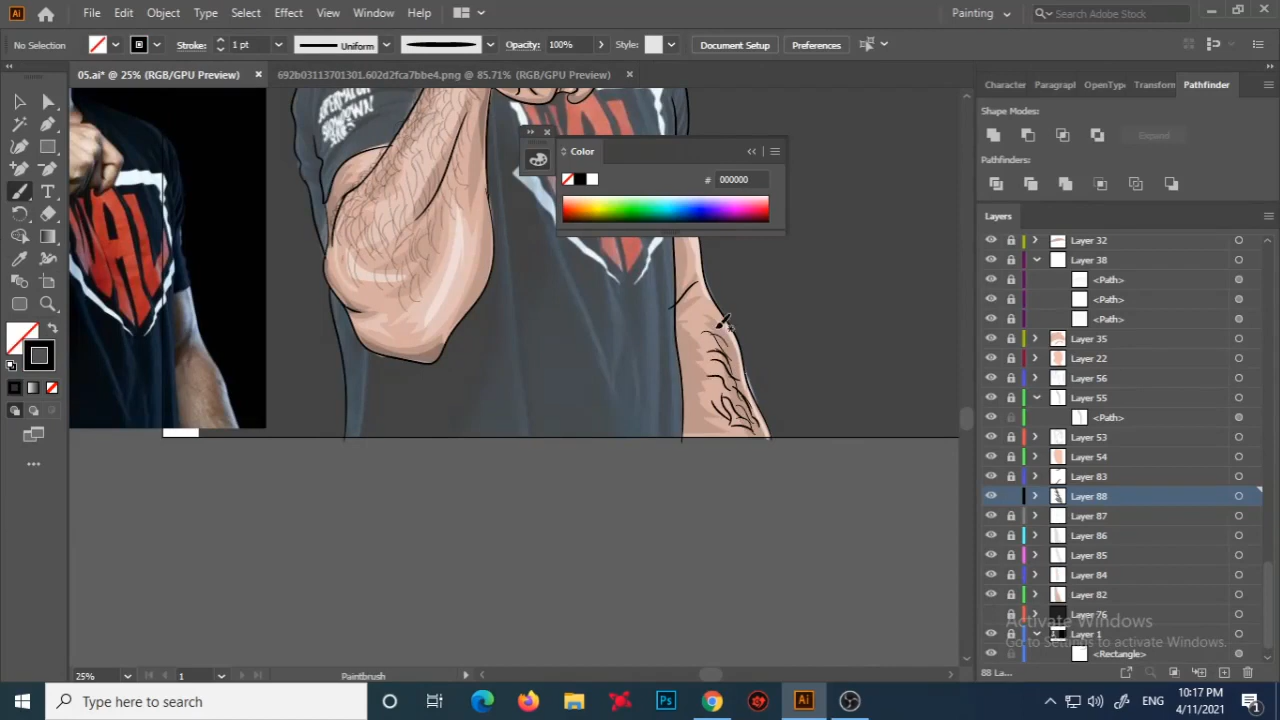 Ai File Edit Object Type Select Effect View Window Help Painting Search Adobe Stock
No Selection Stroke: 1 pt Uniform Opacity: 100% Style: Document Setup Preferences
05.ai* @ 25% (RGB/GPU Preview) 692b03113701301.602d2fca7bbe4.png @ 85.71% (RGB/GPU Preview)
Character Paragraph OpenType Transform Pathfinder
Shape Modes:
Expand
Pathfinders:
Color
# 000000
Layers
Layer 32
Layer 38
<Path>
<Path>
<Path>
Layer 35
Layer 22
Layer 56
Layer 55
<Path>
Layer 53
Layer 54
Layer 83
Layer 88
Layer 87
Layer 86
Layer 85
Layer 84
Layer 82
Layer 76
Layer 1
<Rectangle>
Activate Windows
Go to Settings to activate Windows.
88 La...
25% 1 Paintbrush
Type here to search
Ps Ai
ENG
10:17 PM
4/11/2021